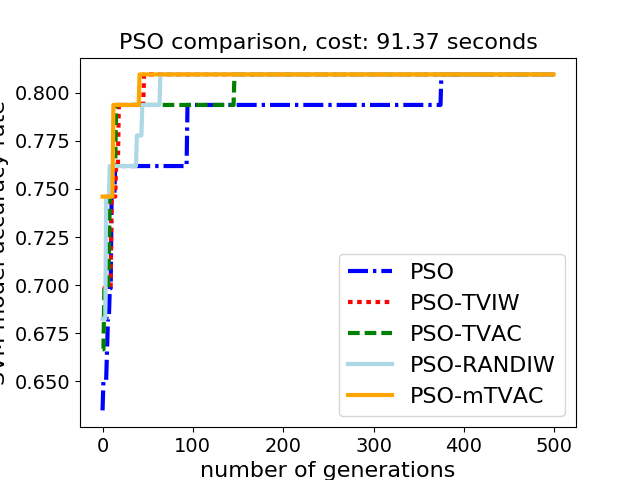 PSO comparison, cost: 91.37 seconds
0.800
0.775
0.750
0.725
0.700
0.675
0.650
model accuracy rate
PSO
PSO-TVIW
PSO-TVAC
PSO-RANDIW
PSO-mTVAC
0 100 200 300 400 500
number of generations